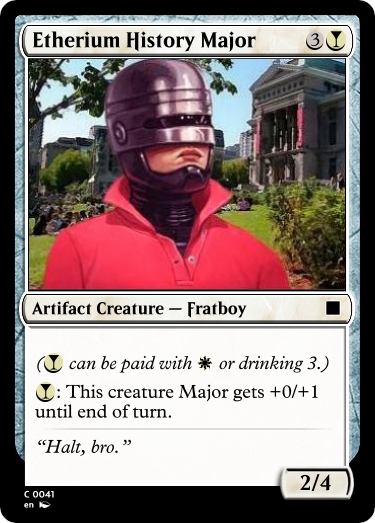 Etherium History Major 3
Artifact Creature — Fratboy
( can be paid with or drinking 3.)
: This creature Major gets +0/+1
until end of turn.
“Halt, bro.”
2/4
C 0041
en